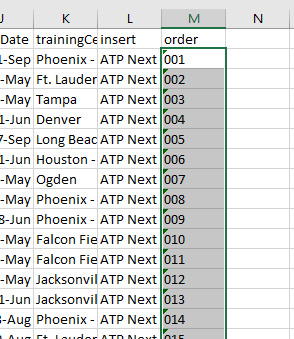 J K L M N
Date trainingCe insert order
1-Sep Phoenix - ATP Next 001
-May Ft. Lauder ATP Next 002
-May Tampa ATP Next 003
1-Jun Denver ATP Next 004
7-Sep Long Beac ATP Next 005
1-Jun Houston - ATP Next 006
-May Ogden ATP Next 007
-May Phoenix - ATP Next 008
8-Jun Phoenix - ATP Next 009
-May Falcon Fie ATP Next 010
-May Falcon Fie ATP Next 011
-May Jacksonvil ATP Next 012
1-Jun Jacksonvil ATP Next 013
3-Aug Phoenix - ATP Next 014
-Aug Ft. Lauder ATP Next 015